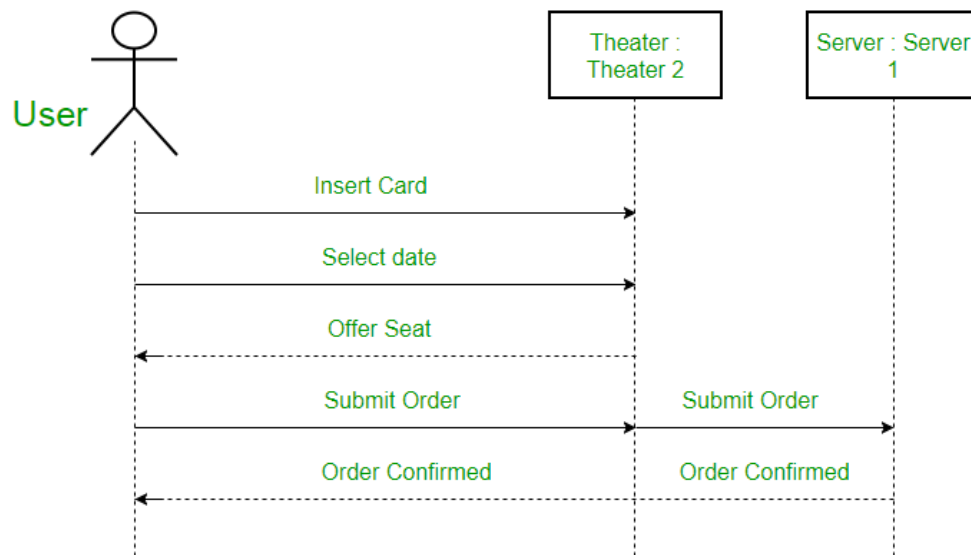 Theater :
Theater 2
Server : Server
1
User
Insert Card
Select date
Offer Seat
Submit Order
Submit Order
Order Confirmed
Order Confirmed